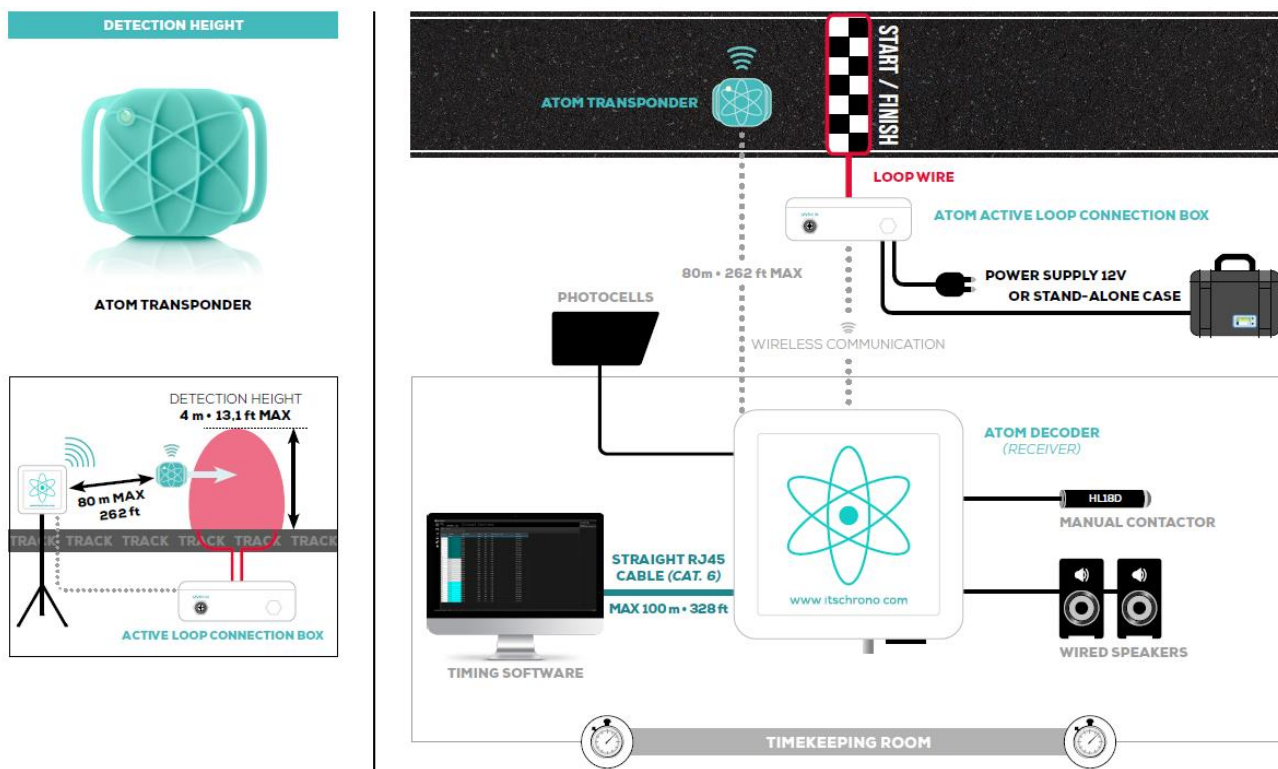 DETECTION HEIGHT
ATOM TRANSPONDER
DETECTION HEIGHT
4 m • 13,1 ft MAX
80 m MAX
262 ft
TRACK TRACK TRACK TRACK TRACK TRACK
ACTIVE LOOP CONNECTION BOX
ATOM TRANSPONDER
START / FINISH
LOOP WIRE
ATOM ACTIVE LOOP CONNECTION BOX
80m • 262 ft MAX
POWER SUPPLY 12V
OR STAND-ALONE CASE
PHOTOCELLS
WIRELESS COMMUNICATION
ATOM DECODER
(RECEIVER)
HL18D
MANUAL CONTACTOR
STRAIGHT RJ45
CABLE (CAT. 6)
MAX 100 m • 328 ft
www itschrono com
WIRED SPEAKERS
TIMING SOFTWARE
TIMEKEEPING ROOM